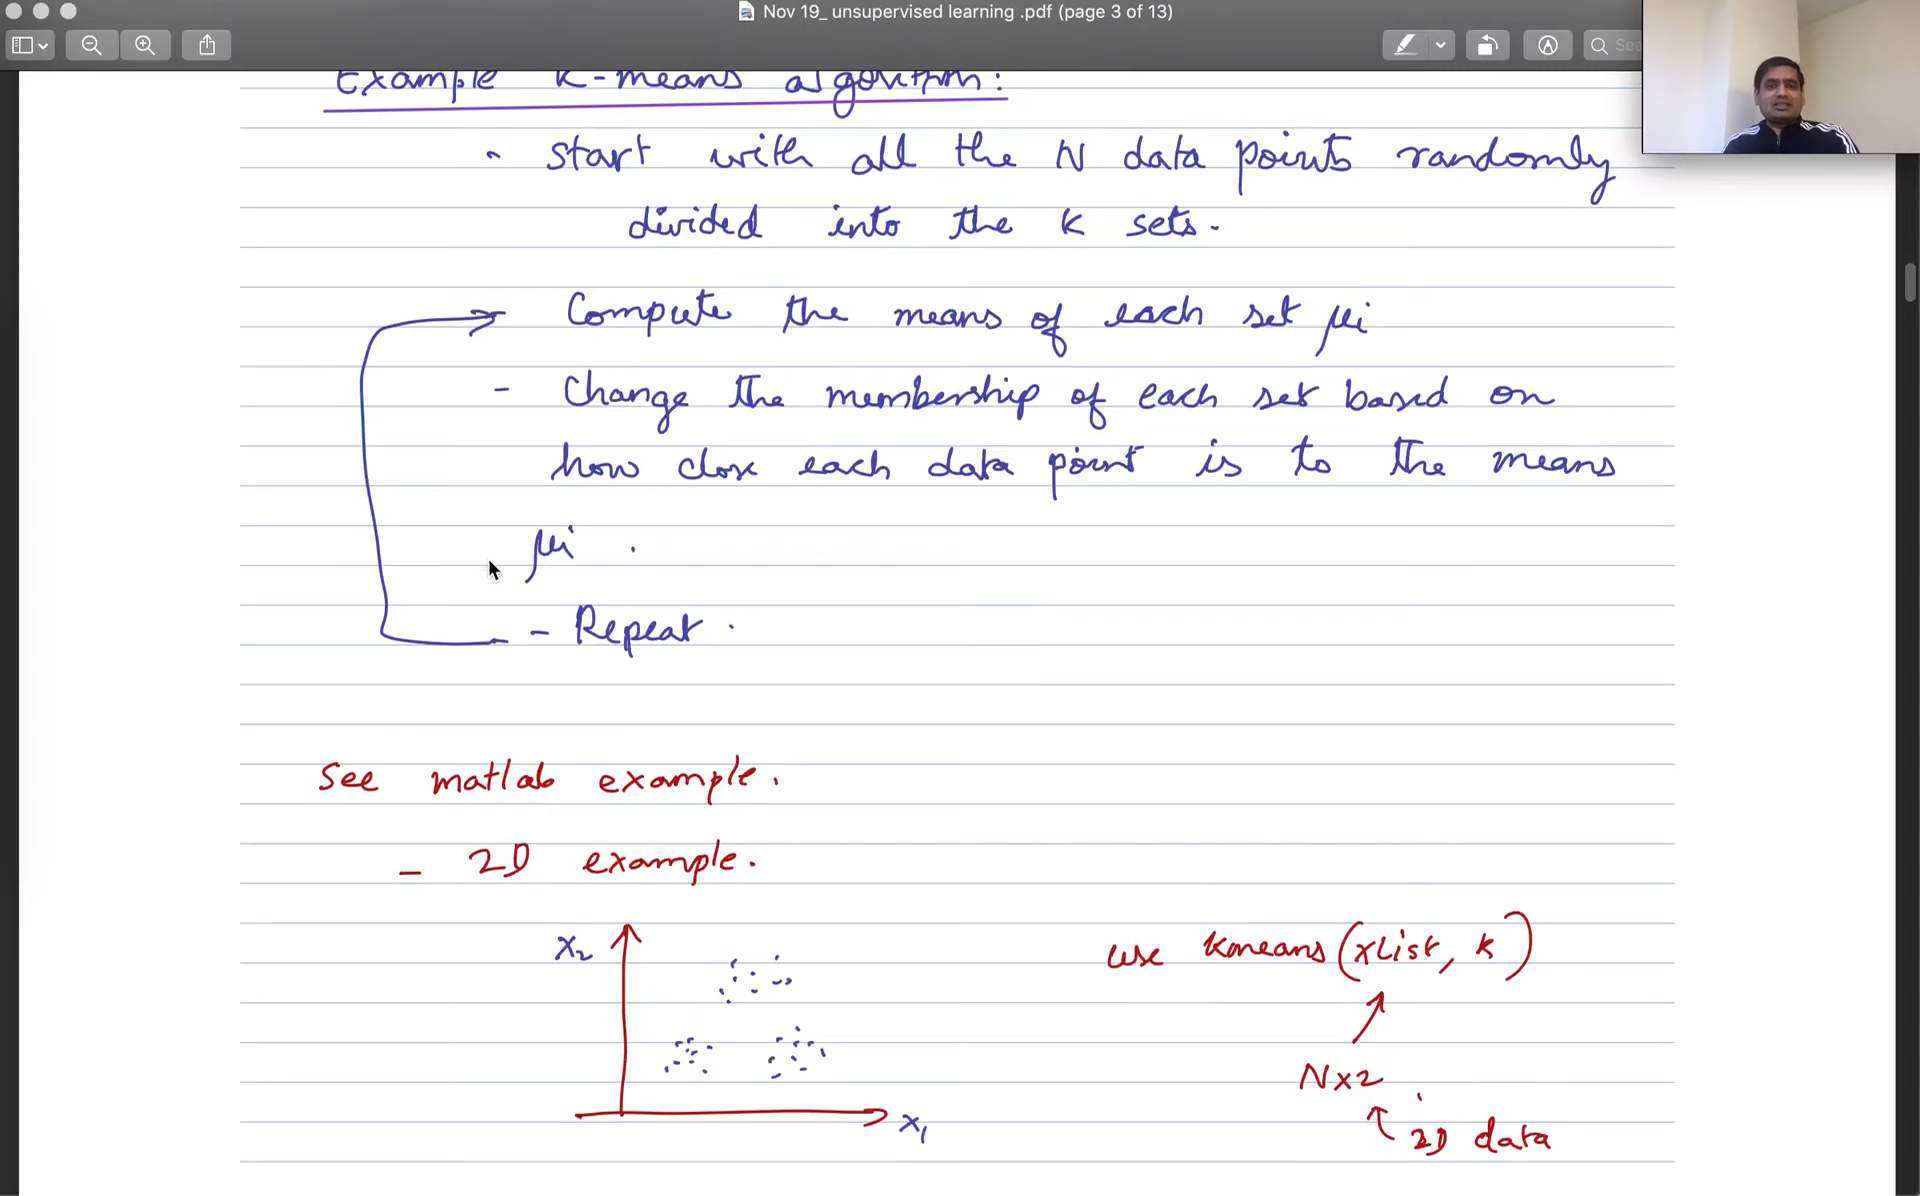 Nov 19_ unsupervised learning .pdf (page 3 of 13)
Sea
Example K-means algorithm:
- start with all the N data points randomly
divided into the K sets.
Compute the means of each set μi
- Change the membership of each set based on
how close each data point is to the means
μi .
- Repeat .
See matlab example.
- 2D example.
x2
x1
use kmeans (xList, k)
Nx2
2D data